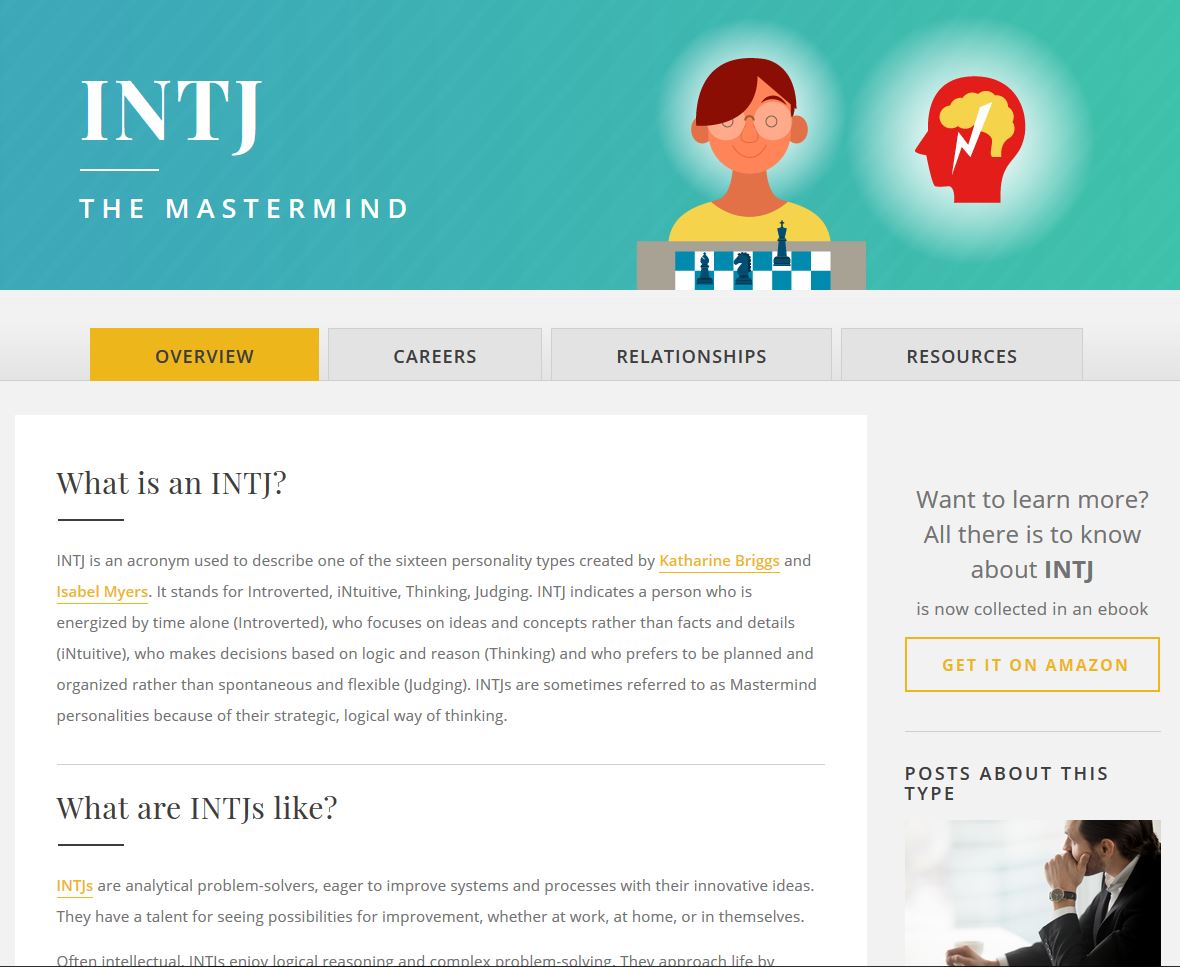 INTJ
THE MASTERMIND
OVERVIEW
CAREERS
RELATIONSHIPS
RESOURCES
What is an INTJ?
INTJ is an acronym used to describe one of the sixteen personality types created by Katharine Briggs and
Isabel Myers. It stands for Introverted, iNtuitive, Thinking, Judging. INTJ indicates a person who is
energized by time alone (Introverted), who focuses on ideas and concepts rather than facts and details
(iNtuitive), who makes decisions based on logic and reason (Thinking) and who prefers to be planned and
organized rather than spontaneous and flexible (Judging). INTJs are sometimes referred to as Mastermind
personalities because of their strategic, logical way of thinking.
What are INTJs like?
INTJs are analytical problem-solvers, eager to improve systems and processes with their innovative ideas.
They have a talent for seeing possibilities for improvement, whether at work, at home, or in themselves.
Often intellectual, INTJs enjoy logical reasoning and complex problem-solving. They approach life by
Want to learn more?
All there is to know
about INTJ
is now collected in an ebook
GET IT ON AMAZON
POSTS ABOUT THIS
TYPE